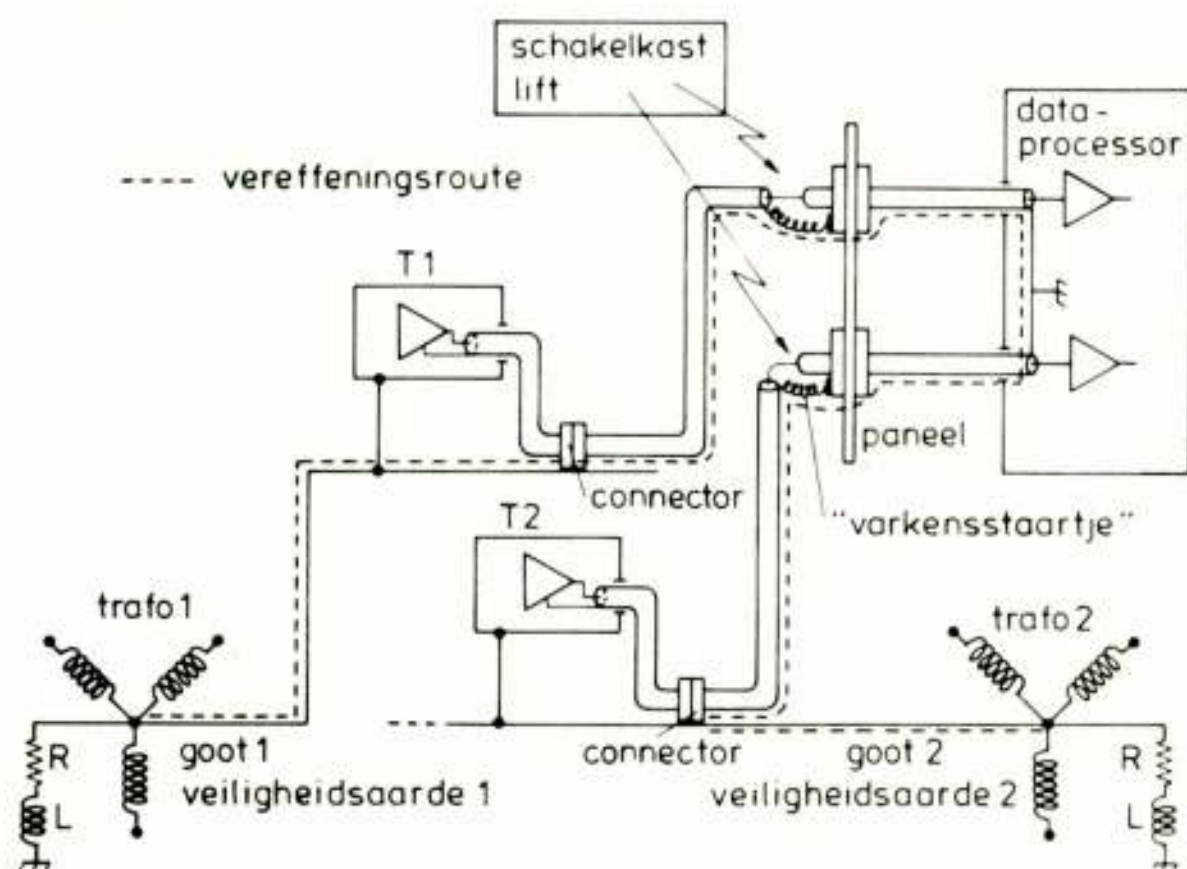 schakelkast
lift
data-
processor
---- vereffeningsroute
T1
paneel
connector
"varkensstaartje"
T2
trafo 1
trafo 2
connector
goot 1
goot 2
R
L
veiligheidsaarde 1
veiligheidsaarde 2
R
L